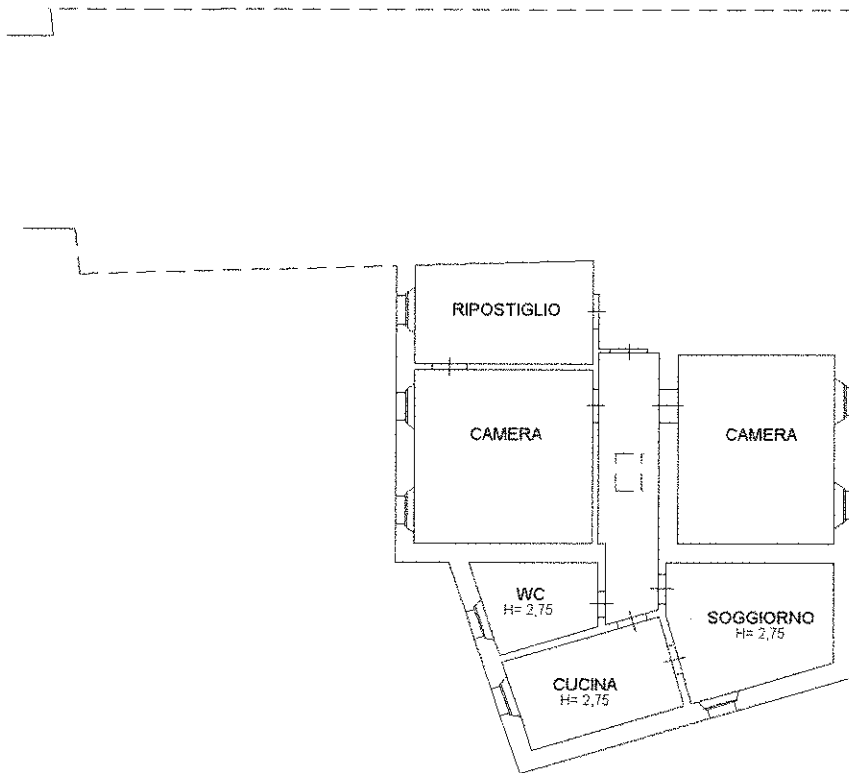 RIPOSTIGLIO
CAMERA
CAMERA
WC
H= 2,75
SOGGIORNO
H= 2,75
CUCINA
H= 2,75